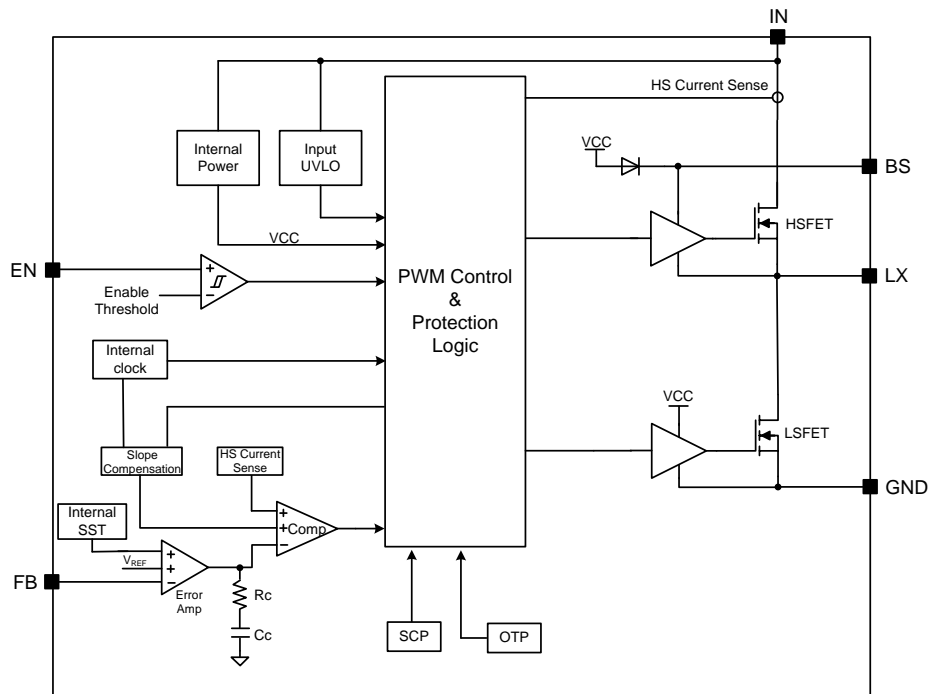 IN
HS Current Sense
Internal
Power
Input
UVLO
VCC
BS
HSFET
VCC
EN
Enable
Threshold
PWM Control
&
Protection
Logic
LX
Internal
clock
VCC
LSFET
Slope
Compensation
HS Current
Sense
GND
Internal
SST
Comp
VREF
FB
Error
Amp
Rc
Cc
SCP
OTP